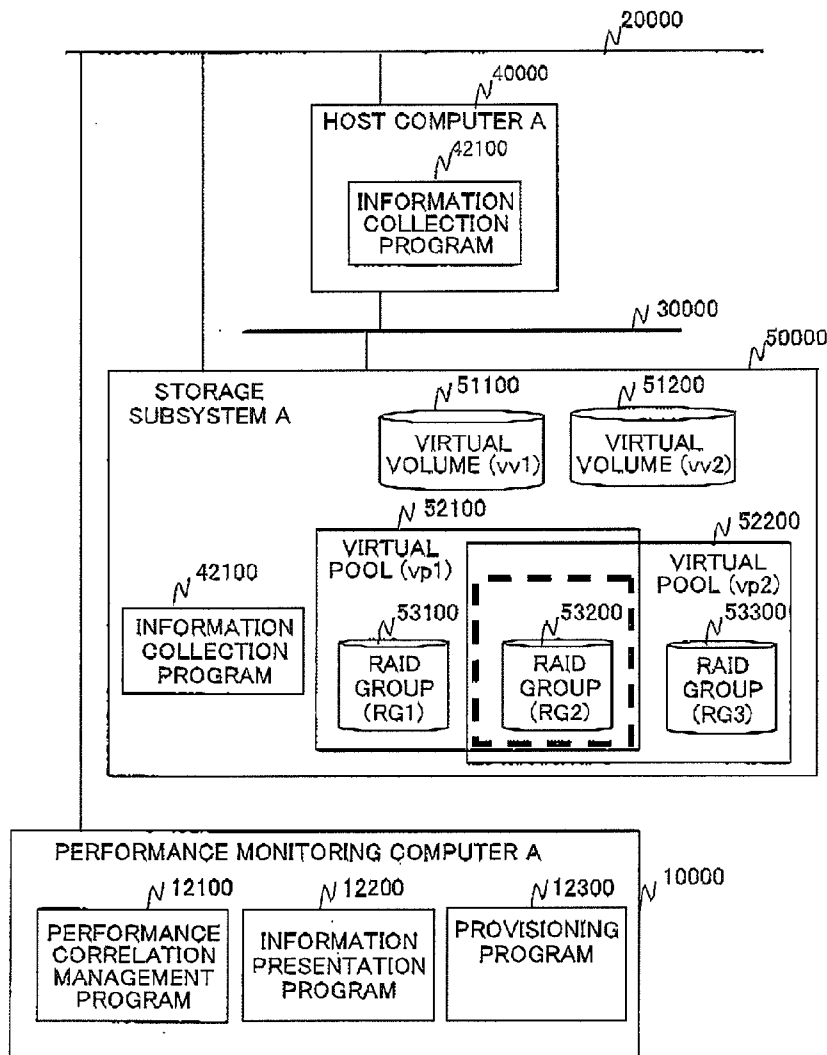 20000
40000
HOST COMPUTER A
42100
INFORMATION
COLLECTION
PROGRAM
30000
50000
STORAGE
SUBSYSTEM A
51100
VIRTUAL
VOLUME (vv1)
51200
VIRTUAL
VOLUME (vv2)
52100
VIRTUAL
POOL (vp1)
52200
VIRTUAL
POOL (vp2)
42100
INFORMATION
COLLECTION
PROGRAM
53100
RAID
GROUP
(RG1)
53200
RAID
GROUP
(RG2)
53300
RAID
GROUP
(RG3)
PERFORMANCE MONITORING COMPUTER A
10000
12100
PERFORMANCE
CORRELATION
MANAGEMENT
PROGRAM
12200
INFORMATION
PRESENTATION
PROGRAM
12300
PROVISIONING
PROGRAM